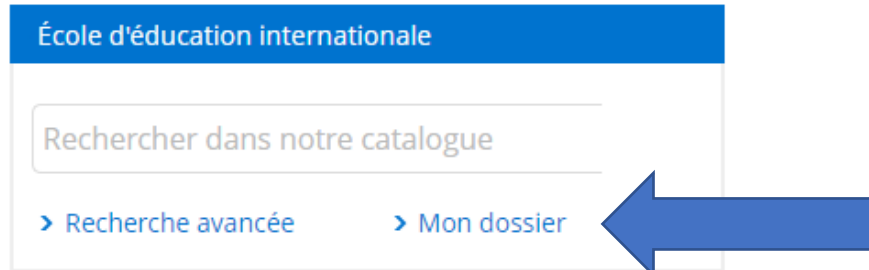 École d'éducation internationale
Rechercher dans notre catalogue
> Recherche avancée > Mon dossier